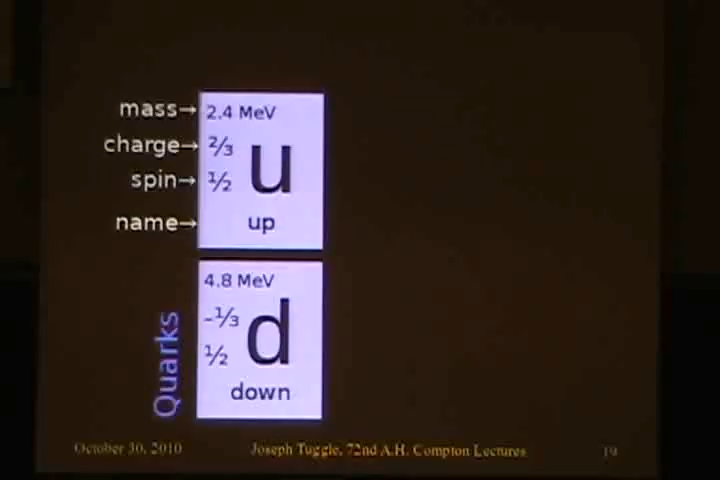 mass→ 2.4 MeV
charge→ ⅔
u
spin→ ½
name→ up
4.8 MeV
-⅓
d
½
down
Quarks
October 30, 2010 Joseph Tuggle, 72nd A.H. Compton Lectures 19